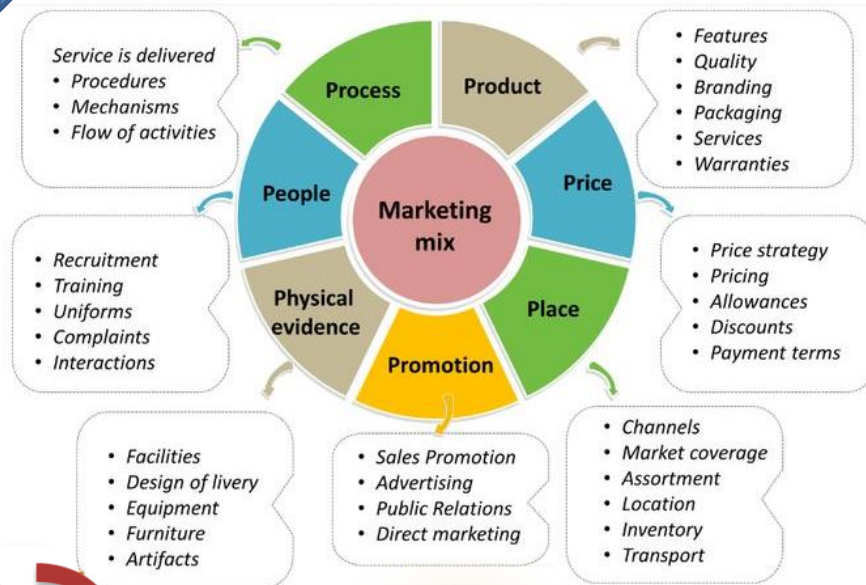 Marketing
mix
Product
• Features
• Quality
• Branding
• Packaging
• Services
• Warranties
Price
• Price strategy
• Pricing
• Allowances
• Discounts
• Payment terms
Place
• Channels
• Market coverage
• Assortment
• Location
• Inventory
• Transport
Promotion
• Sales Promotion
• Advertising
• Public Relations
• Direct marketing
Physical
evidence
• Facilities
• Design of livery
• Equipment
• Furniture
• Artifacts
People
• Recruitment
• Training
• Uniforms
• Complaints
• Interactions
Process
Service is delivered
• Procedures
• Mechanisms
• Flow of activities